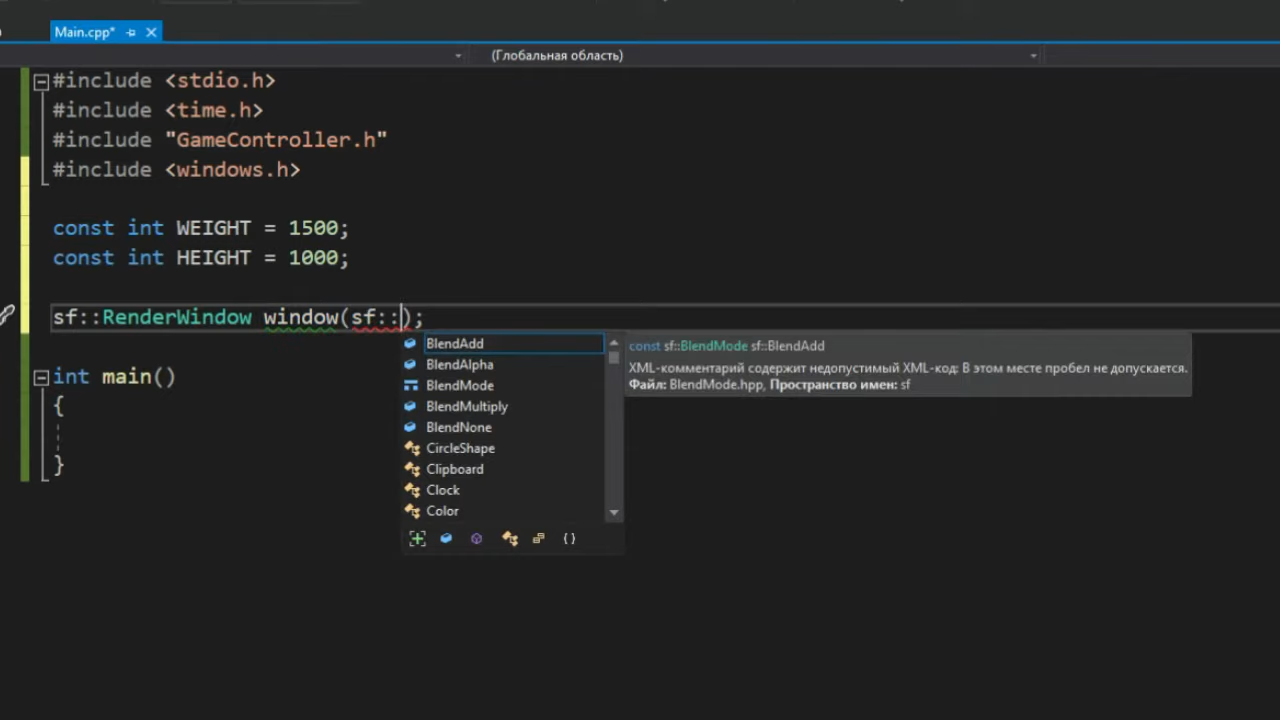 Main.cpp*
(Глобальная область)
#include <stdio.h>
#include <time.h>
#include "GameController.h"
#include <windows.h>
const int WEIGHT = 1500;
const int HEIGHT = 1000;
sf::RenderWindow window(sf::);
int main()
{
}
BlendAdd
BlendAlpha
BlendMode
BlendMultiply
BlendNone
CircleShape
Clipboard
Clock
Color
const sf::BlendMode sf::BlendAdd
XML-комментарий содержит недопустимый XML-код: В этом месте пробел не допускается.
Файл: BlendMode.hpp, Пространство имен: sf